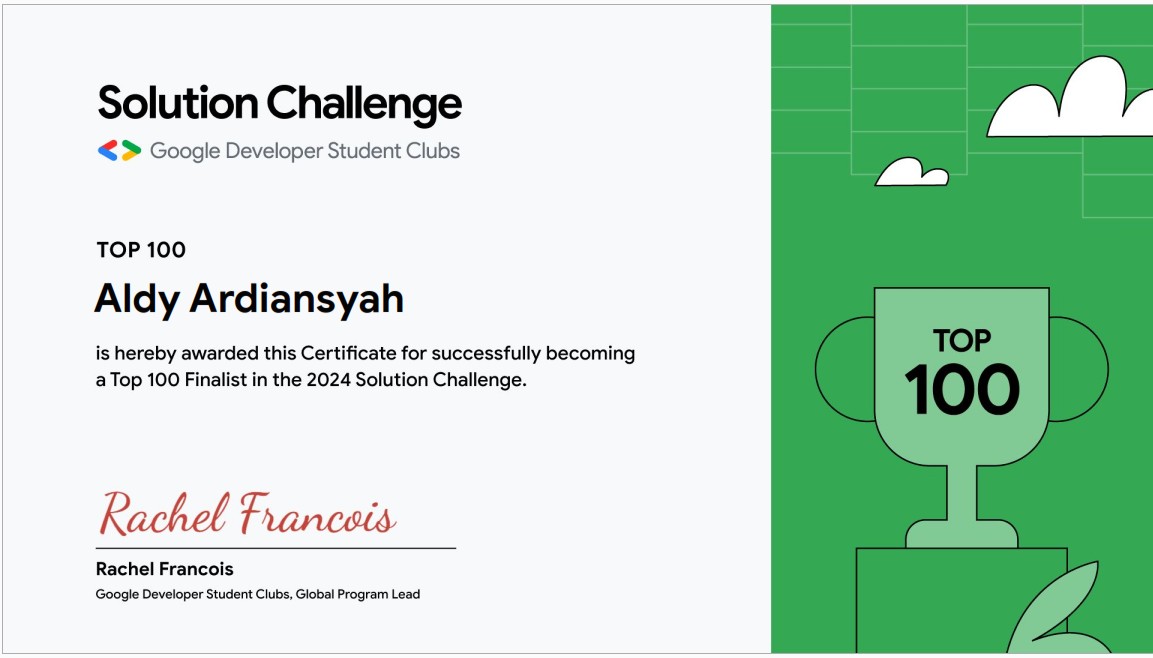 Solution Challenge
Google Developer Student Clubs
TOP 100
Aldy Ardiansyah
is hereby awarded this Certificate for successfully becoming
a Top 100 Finalist in the 2024 Solution Challenge.
Rachel Francois
Rachel Francois
Google Developer Student Clubs, Global Program Lead
TOP
100